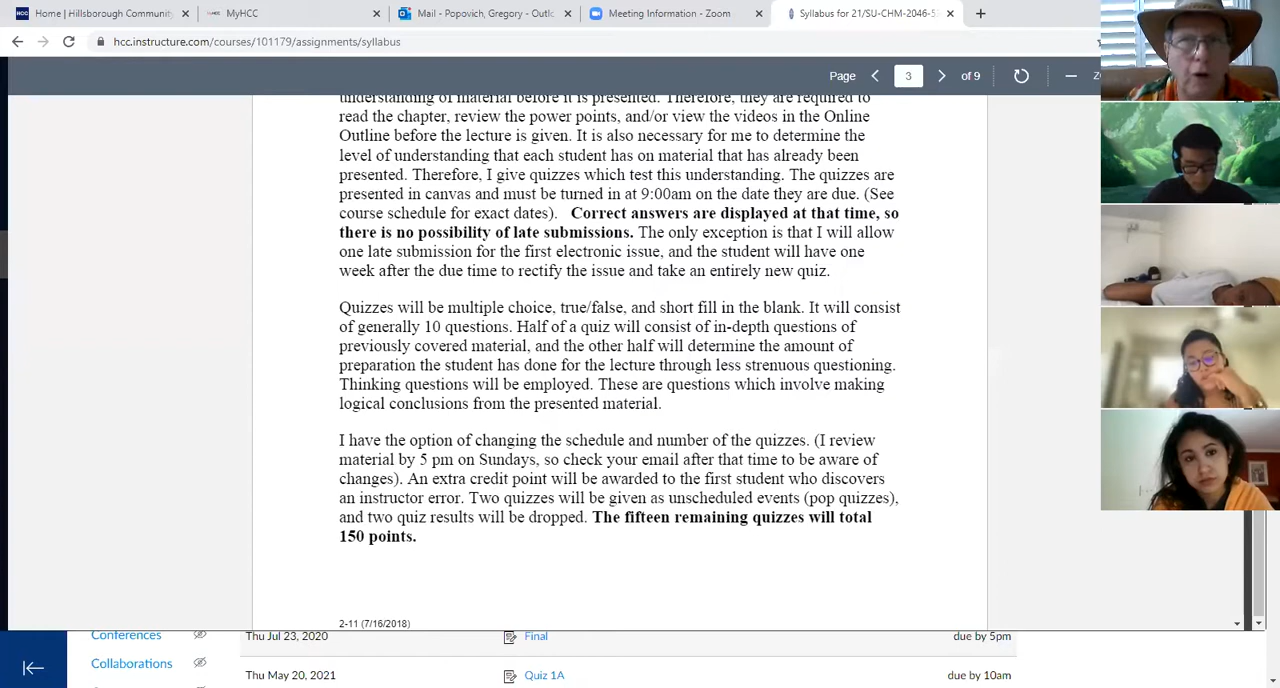 Home | Hillsborough Community
MyHCC
Mail - Popovich, Gregory - Outlo
Meeting Information - Zoom
Syllabus for 21/SU-CHM-2046-5
hcc.instructure.com/courses/101179/assignments/syllabus
Page 3 of 9
understanding of material before it is presented. Therefore, they are required to
read the chapter, review the power points, and/or view the videos in the Online
Outline before the lecture is given. It is also necessary for me to determine the
level of understanding that each student has on material that has already been
presented. Therefore, I give quizzes which test this understanding. The quizzes are
presented in canvas and must be turned in at 9:00am on the date they are due. (See
course schedule for exact dates). Correct answers are displayed at that time, so
there is no possibility of late submissions. The only exception is that I will allow
one late submission for the first electronic issue, and the student will have one
week after the due time to rectify the issue and take an entirely new quiz.
Quizzes will be multiple choice, true/false, and short fill in the blank. It will consist
of generally 10 questions. Half of a quiz will consist of in-depth questions of
previously covered material, and the other half will determine the amount of
preparation the student has done for the lecture through less strenuous questioning.
Thinking questions will be employed. These are questions which involve making
logical conclusions from the presented material.
I have the option of changing the schedule and number of the quizzes. (I review
material by 5 pm on Sundays, so check your email after that time to be aware of
changes). An extra credit point will be awarded to the first student who discovers
an instructor error. Two quizzes will be given as unscheduled events (pop quizzes),
and two quiz results will be dropped. The fifteen remaining quizzes will total
150 points.
2-11 (7/16/2018)
Conferences
Thu Jul 23, 2020 Final due by 5pm
Collaborations
Thu May 20, 2021 Quiz 1A due by 10am